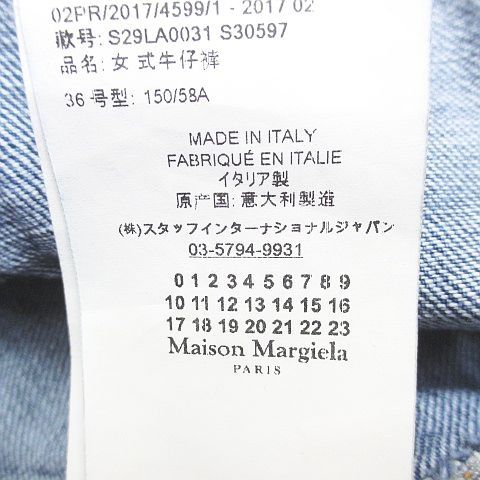 02PR/2017/4599/1 - 2017 02
款号: S29LA0031 S30597
品名: 女 式牛仔裤
36 号型: 150/58A
MADE IN ITALY
FABRIQUÉ EN ITALIE
イタリア製
原产国: 意大利製造
(株)スタッフインターナショナルジャパン
03-5794-9931
0 1 2 3 4 5 6 7 8 9
10 11 12 13 14 15 16
17 18 19 20 21 22 23
Maison Margiela
PARIS